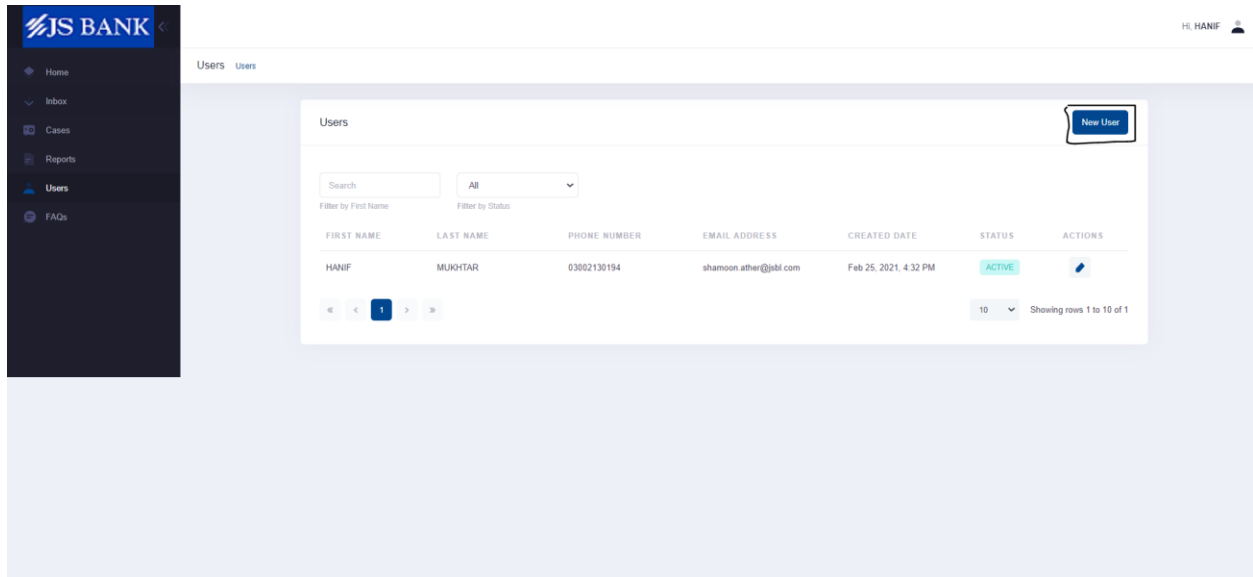 JS BANK
Hi, HANIF
Home
Inbox
Cases
Reports
Users
FAQs
Users Users
Users
New User
Search All
Filter by First Name Filter by Status
FIRST NAME LAST NAME PHONE NUMBER EMAIL ADDRESS CREATED DATE STATUS ACTIONS
HANIF MUKHTAR 03002130194 shamoon.ather@jsbl.com Feb 25, 2021, 4:32 PM ACTIVE
« < 1 > » 10 Showing rows 1 to 10 of 1